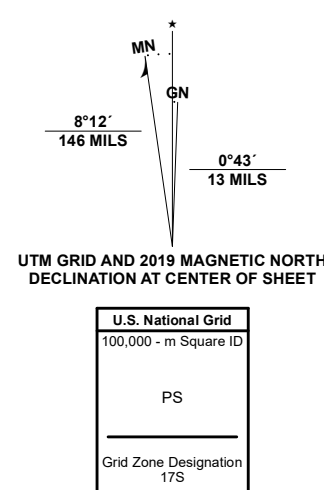 MN
GN
8°12´
146 MILS
0°43´
13 MILS
UTM GRID AND 2019 MAGNETIC NORTH
DECLINATION AT CENTER OF SHEET
U.S. National Grid
100,000 - m Square ID
PS
Grid Zone Designation
17S